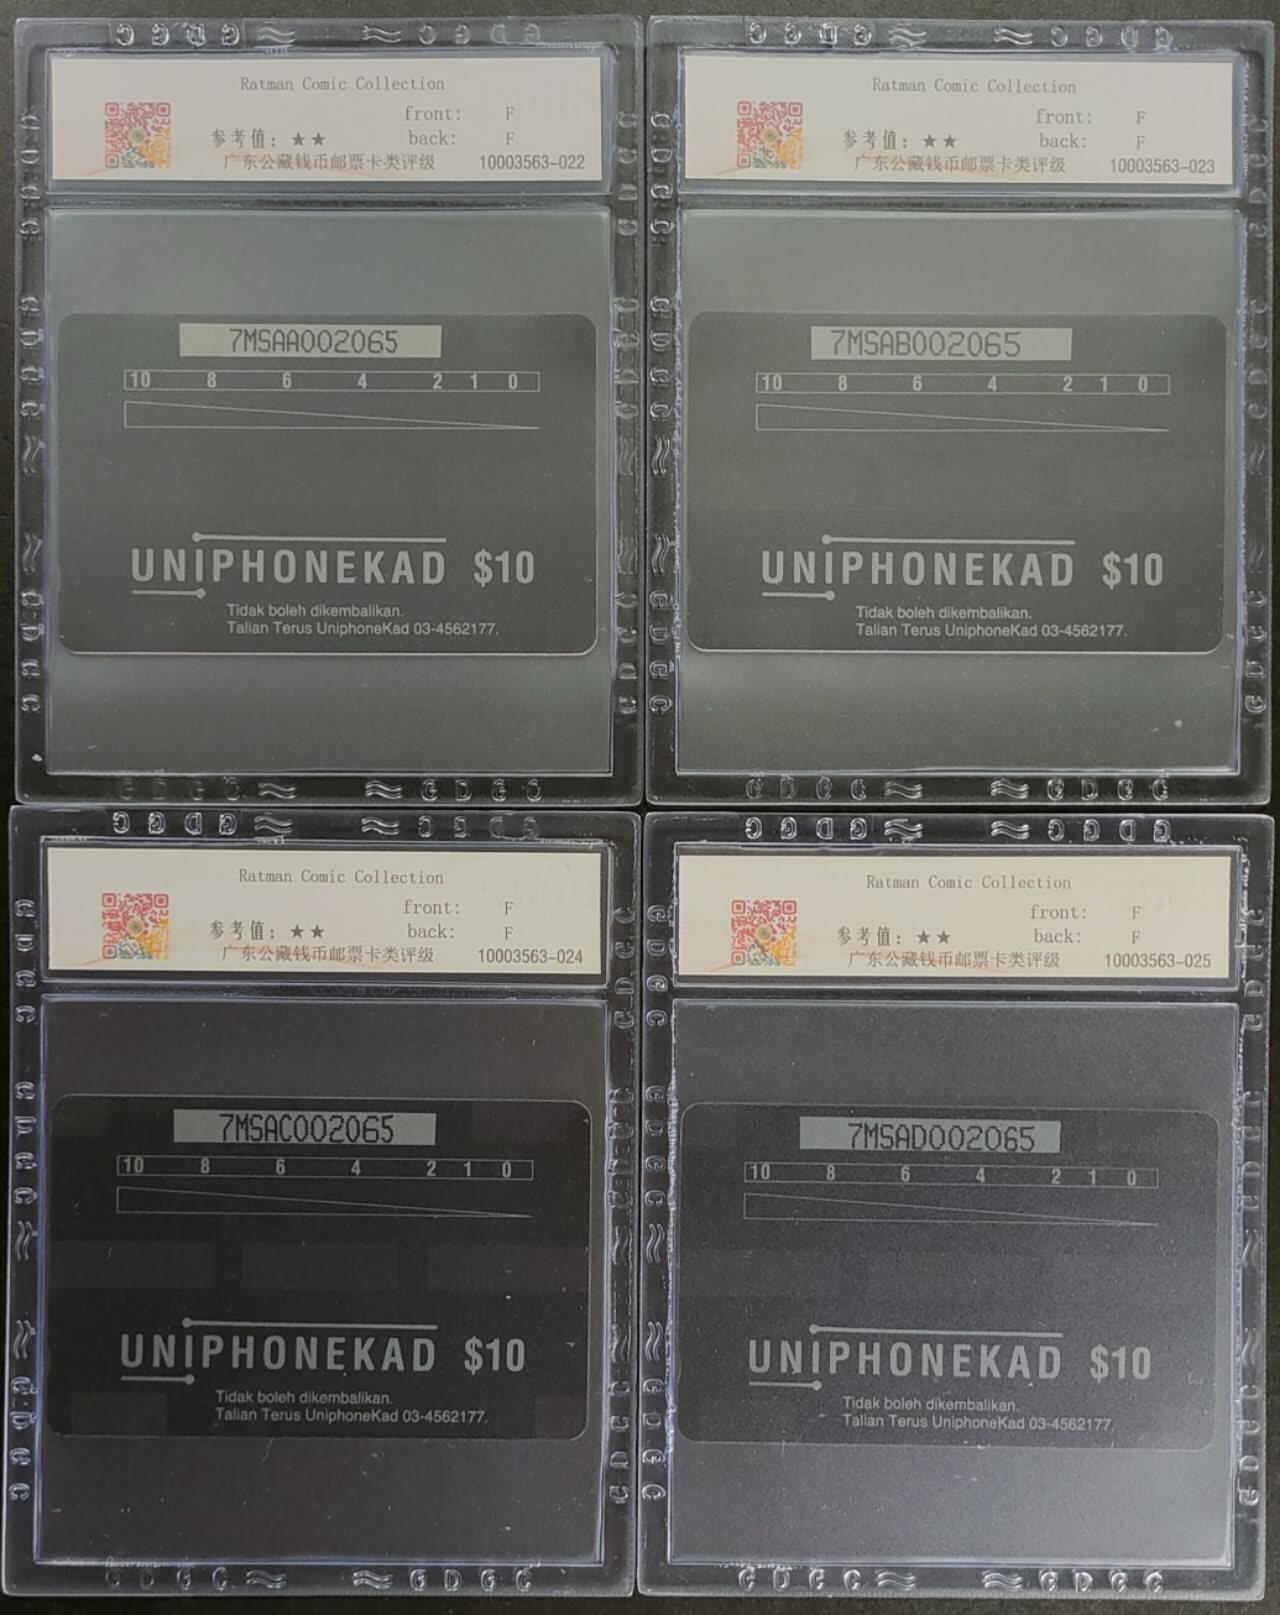 Ratman Comic Collection
front: F
参考值：★★ back: F
广东公藏钱币邮票卡类评级 10003563-022
7MSAA002065
10 8 6 4 2 1 0
UNIPHONEKAD $10
Tidak boleh dikembalikan.
Talian Terus UniphoneKad 03-4562177.
Ratman Comic Collection
front: F
参考值：★★ back: F
广东公藏钱币邮票卡类评级 10003563-023
7MSAB002065
10 8 6 4 2 1 0
UNIPHONEKAD $10
Tidak boleh dikembalikan.
Talian Terus UniphoneKad 03-4562177.
Ratman Comic Collection
front: F
参考值：★★ back: F
广东公藏钱币邮票卡类评级 10003563-024
7MSAC002065
10 8 6 4 2 1 0
UNIPHONEKAD $10
Tidak boleh dikembalikan.
Talian Terus UniphoneKad 03-4562177.
Ratman Comic Collection
front: F
参考值：★★ back: F
广东公藏钱币邮票卡类评级 10003563-025
7MSAD002065
10 8 6 4 2 1 0
UNIPHONEKAD $10
Tidak boleh dikembalikan.
Talian Terus UniphoneKad 03-4562177.